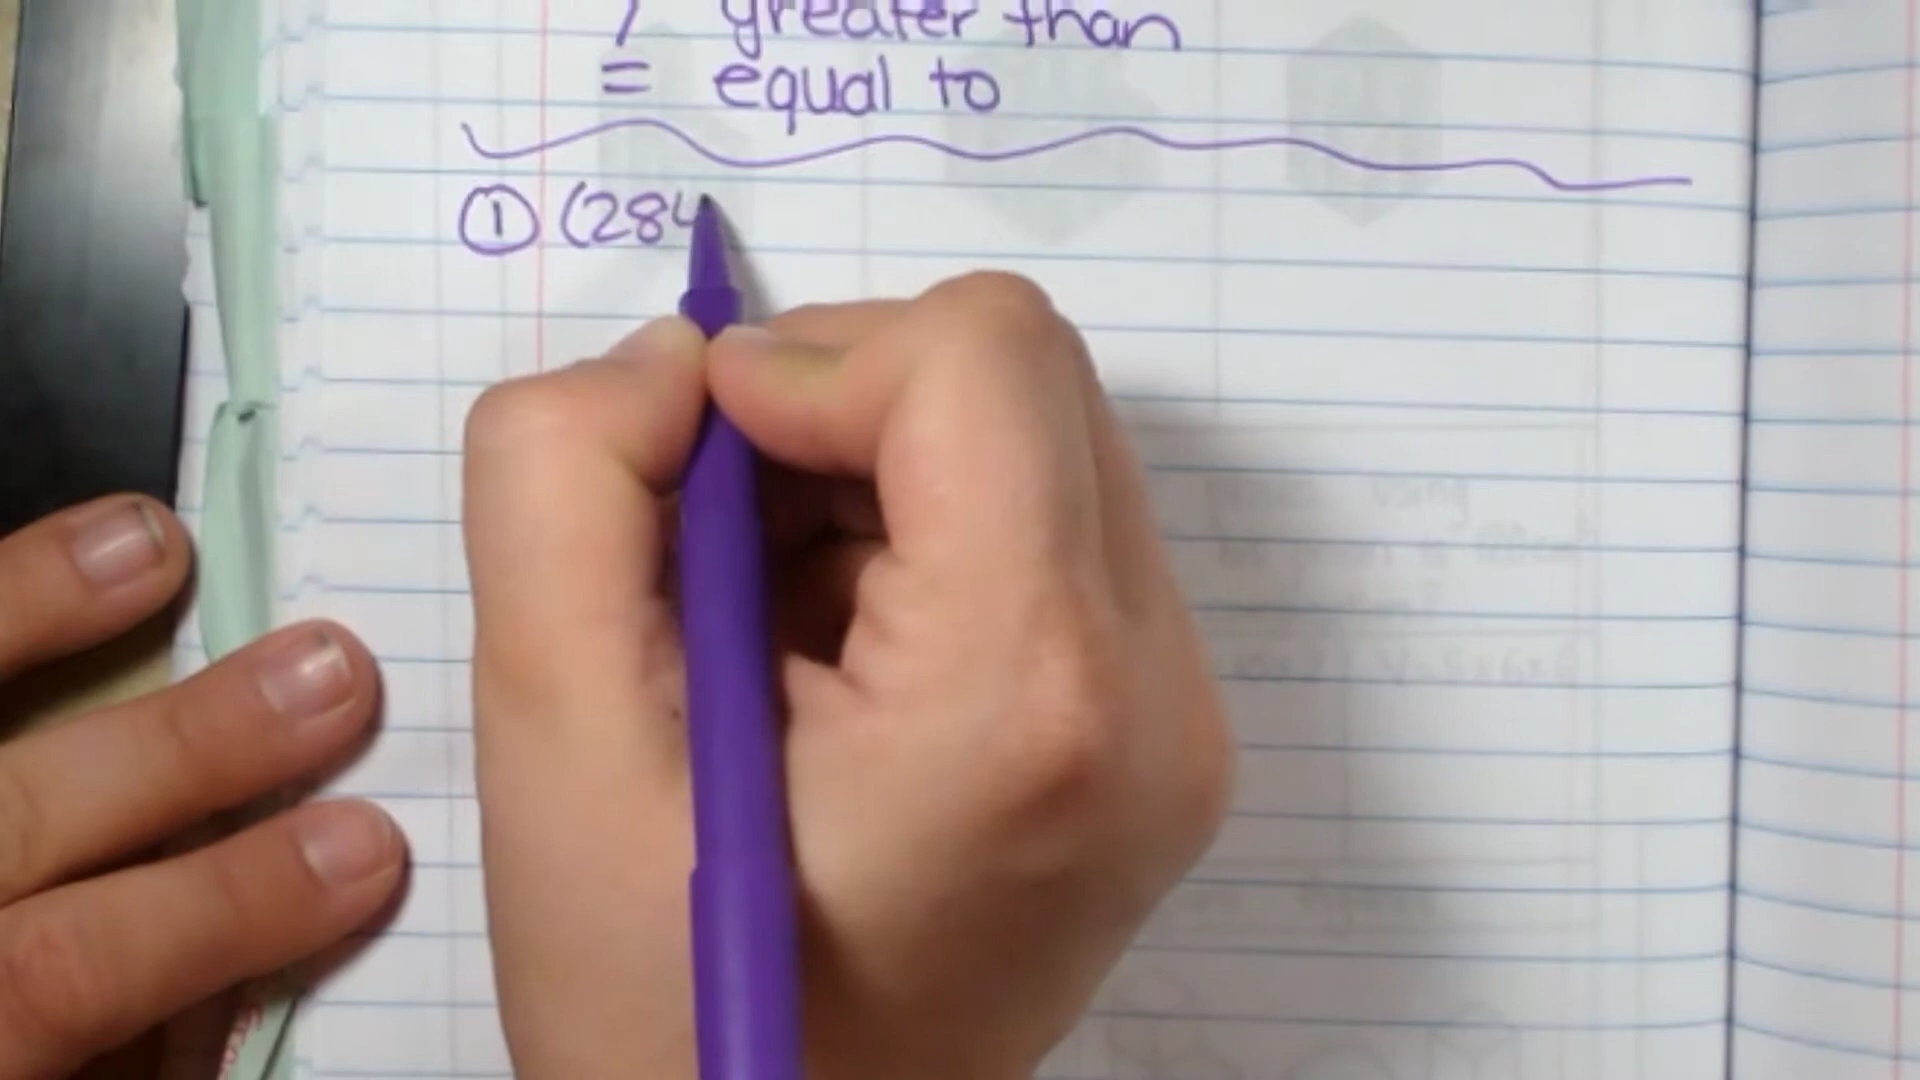 > greater than
= equal to
① (284